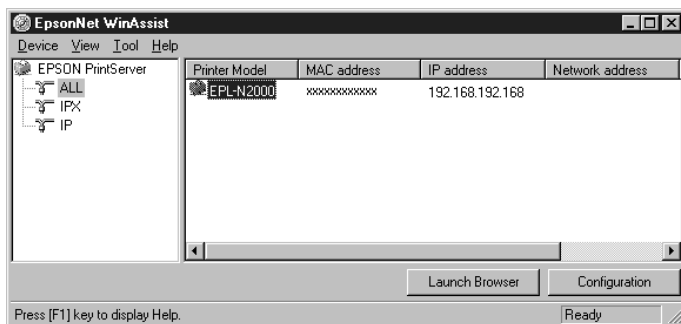 EpsonNet WinAssist
Device View Tool Help
EPSON PrintServer
ALL
IPX
IP
Printer Model MAC address IP address Network address
EPL-N2000 xxxxxxxxxxxx 192.168.192.168
Launch Browser Configuration
Press [F1] key to display Help. Ready